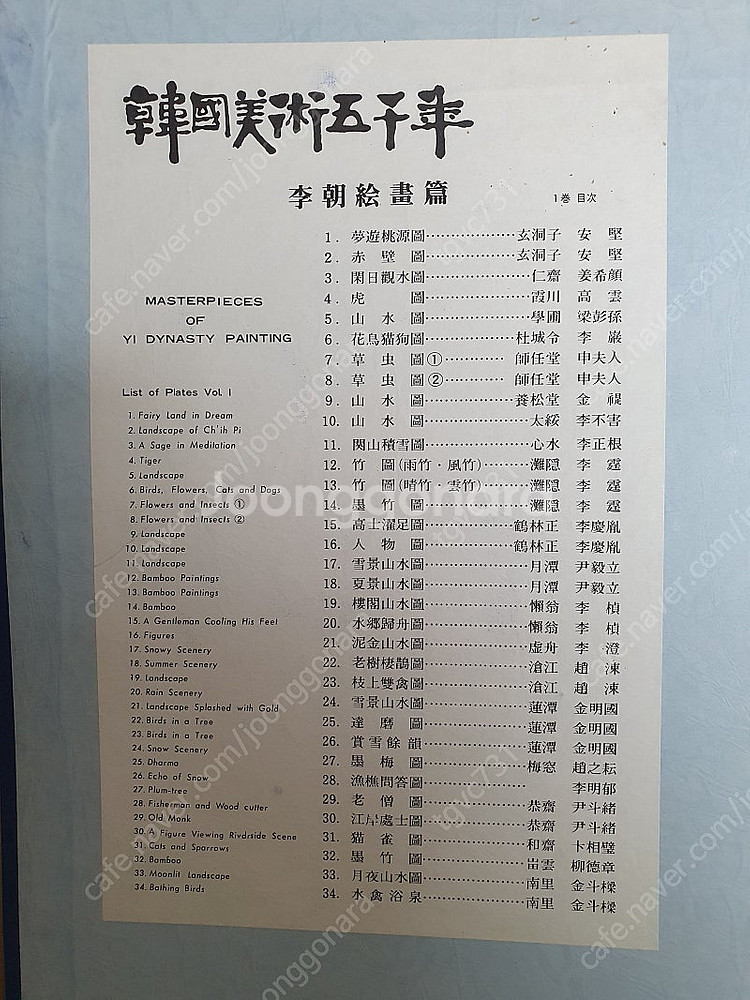 韓國美術五千年
李朝絵畫篇
1巻 目次
MASTERPIECES
OF
YI DYNASTY PAINTING
List of Plates Vol. I
1. Fairy Land in Dream
2. Landscape of Ch'ih Pi
3. A Sage in Meditation
4. Tiger
5. Landscape
6. Birds, Flowers, Cats and Dogs
7. Flowers and Insects ①
8. Flowers and Insects ②
9. Landscape
10. Landscape
11. Landscape
12. Bamboo Paintings
13. Bamboo Paintings
14. Bamboo
15. A Gentleman Cooling His Feet
16. Figures
17. Snowy Scenery
18. Summer Scenery
19. Landscape
20. Rain Scenery
21. Landscape Splashed with Gold
22. Birds in a Tree
23. Birds in a Tree
24. Snow Scenery
25. Dharma
26. Echo of Snow
27. Plum-tree
28. Fisherman and Wood cutter
29. Old Monk
30. A Figure Viewing Rivdrside Scene
31. Cats and Sparrows
32. Bamboo
33. Moonlit Landscape
34. Bathing Birds
1. 夢遊桃源圖 玄洞子 安 堅
2. 赤壁圖 玄洞子 安 堅
3. 閑日觀水圖 仁齋 姜希顔
4. 虎圖 霞川 高 雲
5. 山水圖 學圃 梁彭孫
6. 花鳥猫狗圖 杜城令 李 巖
7. 草虫圖① 師任堂 申夫人
8. 草虫圖② 師任堂 申夫人
9. 山水圖 養松堂 金 禔
10. 山水圖 太綏 李不害
11. 関山積雪圖 心水 李正根
12. 竹圖(雨竹・風竹) 灘隠 李 霆
13. 竹圖(晴竹・雲竹) 灘隠 李 霆
14. 墨竹圖 灘隠 李 霆
15. 高士濯足圖 鶴林正 李慶胤
16. 人物圖 鶴林正 李慶胤
17. 雪景山水圖 月潭 尹毅立
18. 夏景山水圖 月潭 尹毅立
19. 樓閣山水圖 懶翁 李 楨
20. 水郷歸舟圖 懶翁 李 楨
21. 泥金山水圖 虚舟 李 澄
22. 老樹棲鵲圖 滄江 趙 涑
23. 枝上雙禽圖 滄江 趙 涑
24. 雪景山水圖 蓮潭 金明國
25. 達磨圖 蓮潭 金明國
26. 賞雪餘韻 蓮潭 金明國
27. 墨梅圖 梅窓 趙之耘
28. 漁樵問答圖 李明郁
29. 老僧圖 恭齋 尹斗緒
30. 江岸處士圖 恭齋 尹斗緒
31. 猫雀圖 和齋 卞相璧
32. 墨竹圖 峀雲 柳德章
33. 月夜山水圖 南里 金斗樑
34. 水禽浴泉 南里 金斗樑
joongonara
cafe.naver.com/joonggonara
tgvc731